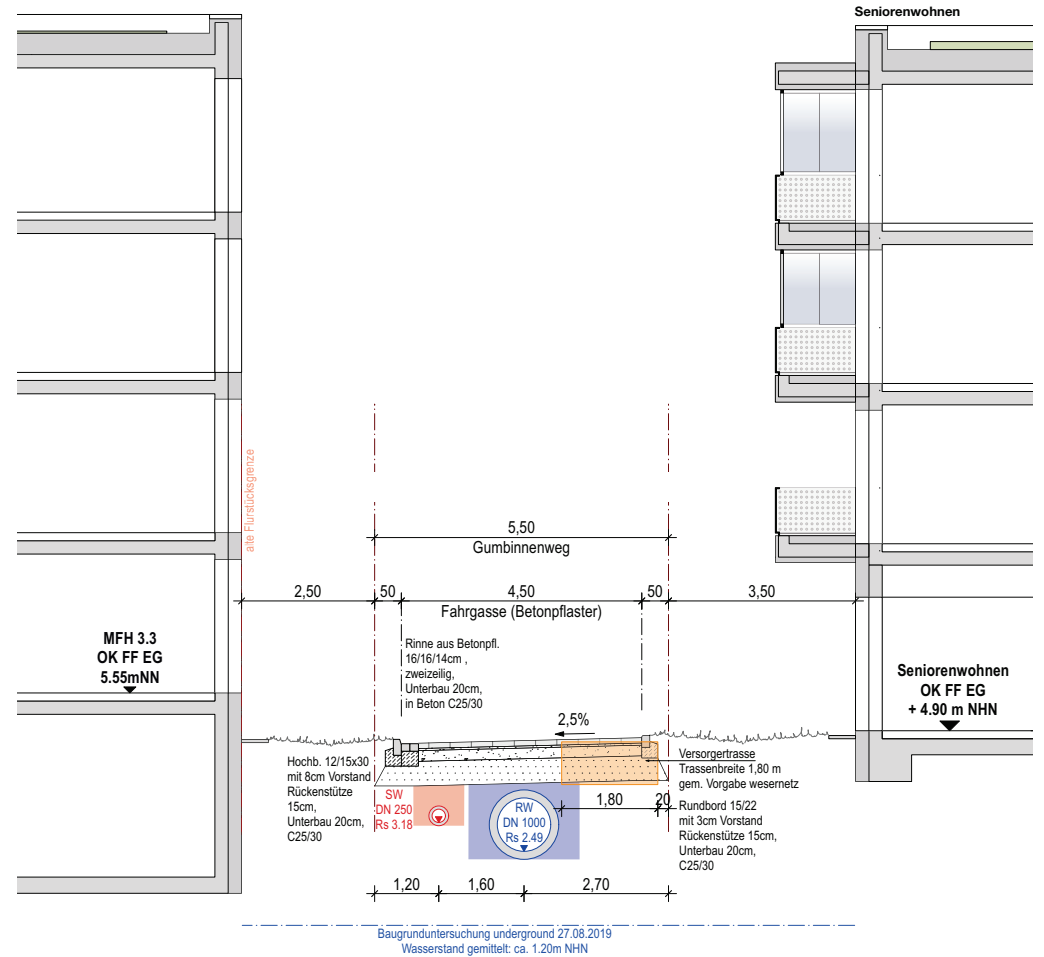 Seniorenwohnen
alte Flurstücksgrenze
5,50
Gumbinnenweg
2,50
50
4,50
50
3,50
Fahrgasse (Betonpflaster)
MFH 3.3
OK FF EG
5.55mNN
Rinne aus Betonpfl.
16/16/14cm ,
zweizeilig,
Unterbau 20cm,
in Beton C25/30
Seniorenwohnen
OK FF EG
+ 4.90 m NHN
2,5%
Hochb. 12/15x30
mit 8cm Vorstand
Rückenstütze
15cm,
Unterbau 20cm,
C25/30
SW
DN 250
Rs 3.18
RW
DN 1000
Rs 2.49
1,80
20
Versorgertrasse
Trassenbreite 1,80 m
gem. Vorgabe wesernetz
Rundbord 15/22
mit 3cm Vorstand
Rückenstütze 15cm,
Unterbau 20cm,
C25/30
1,20
1,60
2,70
Baugrunduntersuchung underground 27.08.2019
Wasserstand gemittelt: ca. 1.20m NHN